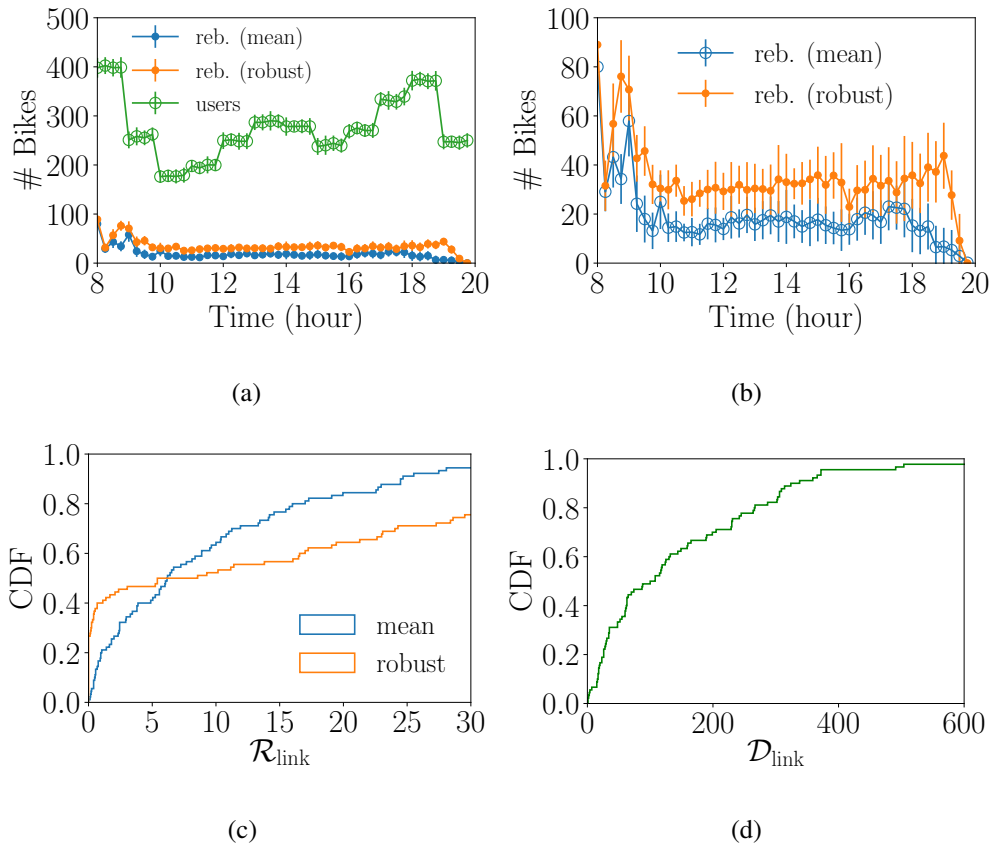 500
400
300
200
100
0
# Bikes
reb. (mean)
reb. (robust)
users
8 10 12 14 16 18 20
Time (hour)
(a)
100
80
60
40
20
0
# Bikes
reb. (mean)
reb. (robust)
8 10 12 14 16 18 20
Time (hour)
(b)
1.0
0.8
0.6
0.4
0.2
0.0
CDF
mean
robust
0 5 10 15 20 25 30
𝓡link
(c)
1.0
0.8
0.6
0.4
0.2
0.0
CDF
0 200 400 600
𝓓link
(d)